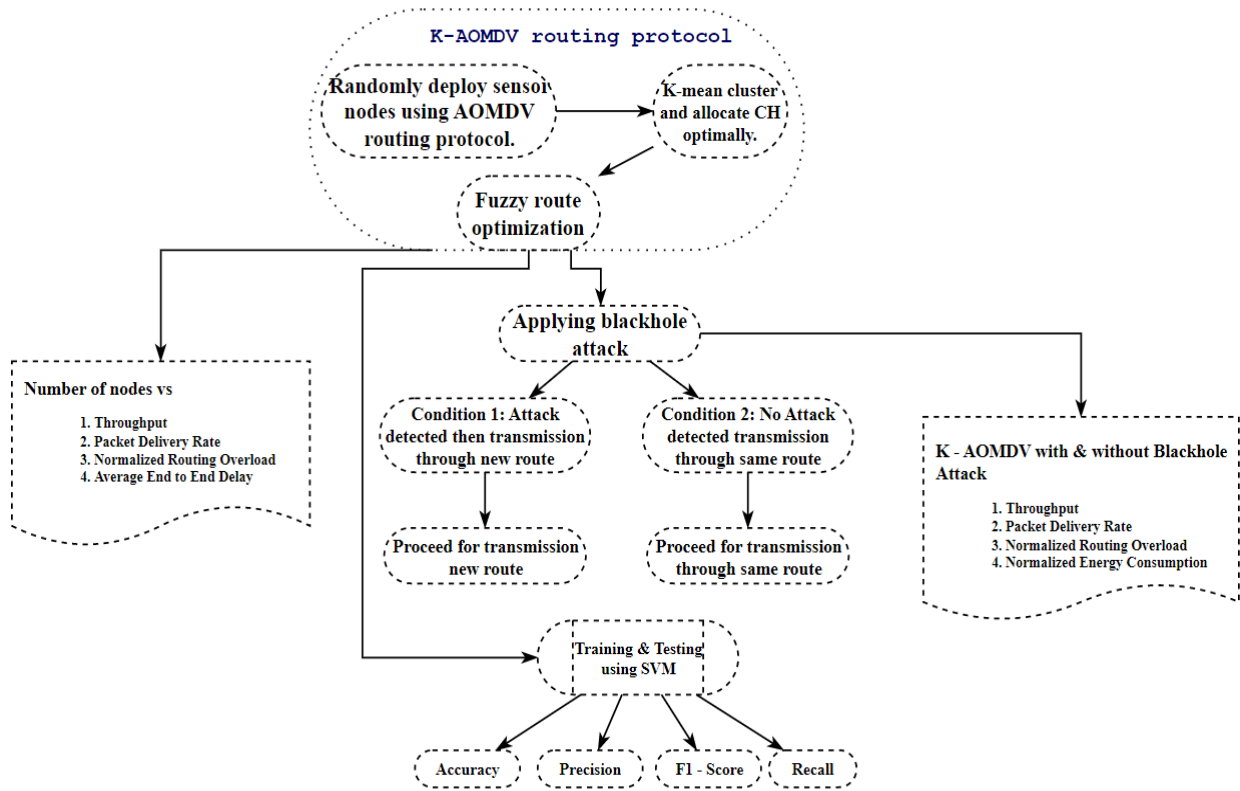 K-AOMDV routing protocol
Randomly deploy sensor
nodes using AOMDV
routing protocol.
K-mean cluster
and allocate CH
optimally.
Fuzzy route
optimization
Applying blackhole
attack
Number of nodes vs
1. Throughput
2. Packet Delivery Rate
3. Normalized Routing Overload
4. Average End to End Delay
Condition 1: Attack
detected then transmission
through new route
Condition 2: No Attack
detected transmission
through same route
K - AOMDV with & without Blackhole
Attack
1. Throughput
2. Packet Delivery Rate
3. Normalized Routing Overload
4. Normalized Energy Consumption
Proceed for transmission
new route
Proceed for transmission
through same route
Training & Testing
using SVM
Accuracy
Precision
F1 - Score
Recall